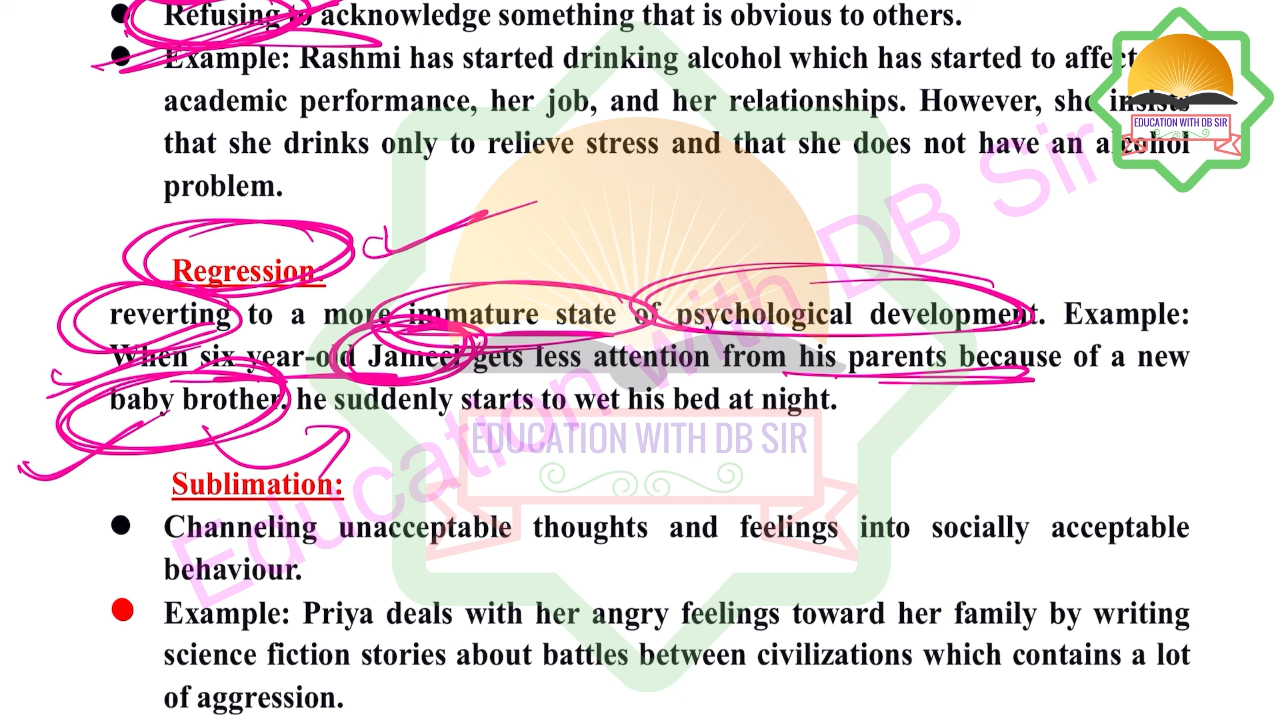 Refusing to acknowledge something that is obvious to others.
Example: Rashmi has started drinking alcohol which has started to affect
academic performance, her job, and her relationships. However, she insists
that she drinks only to relieve stress and that she does not have an alcohol
problem.
Regression:
reverting to a more immature state of psychological development. Example:
When six year-old Jameel gets less attention from his parents because of a new
baby brother, he suddenly starts to wet his bed at night.
Sublimation:
Channeling unacceptable thoughts and feelings into socially acceptable
behaviour.
Example: Priya deals with her angry feelings toward her family by writing
science fiction stories about battles between civilizations which contains a lot
of aggression.
EDUCATION WITH DB SIR
EDUCATION WITH DB SIR
Education with DB Sir